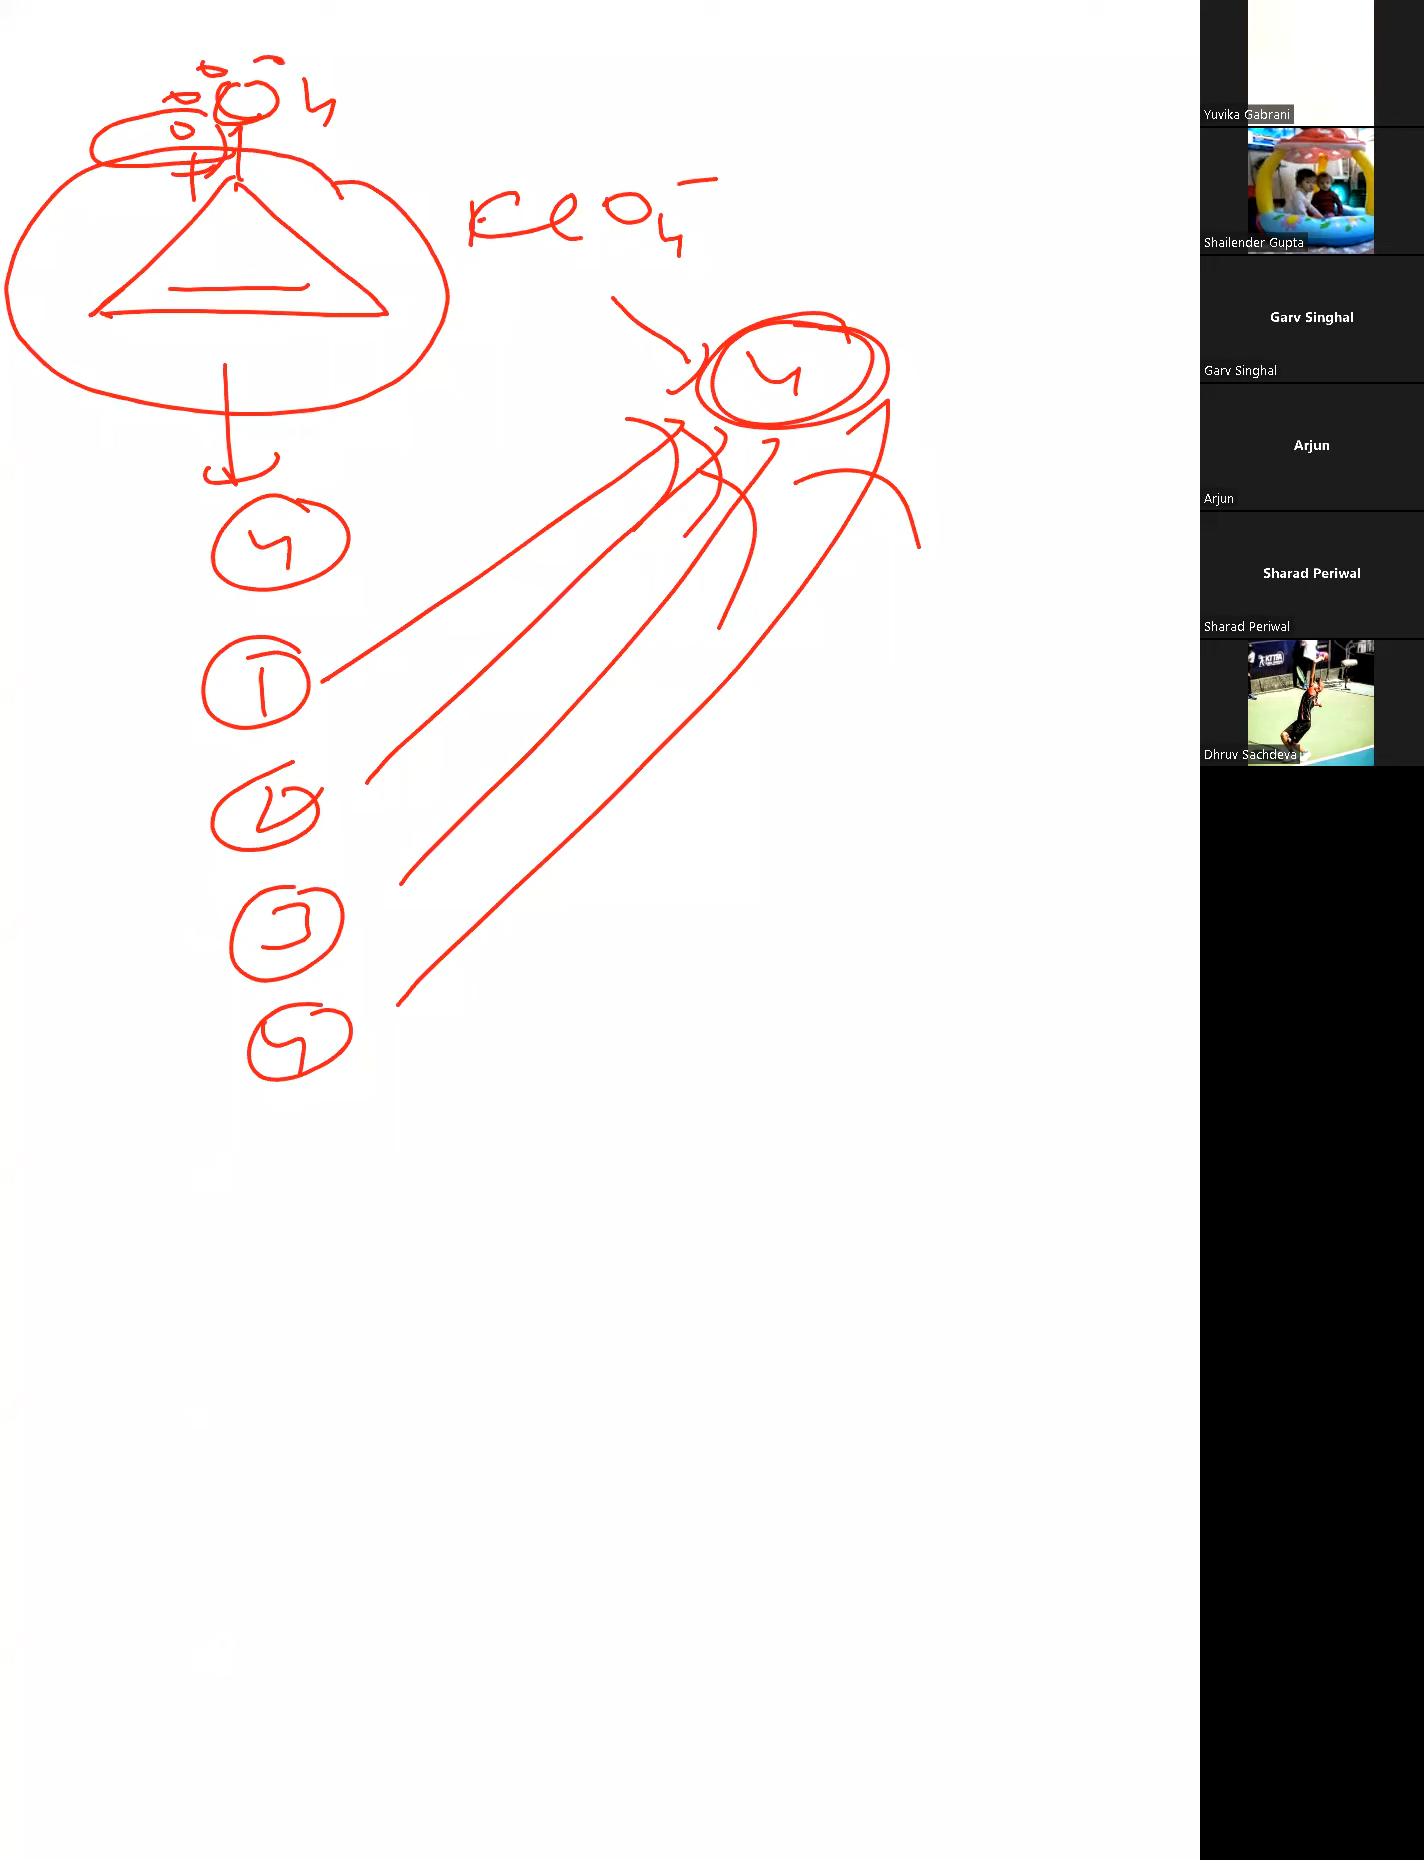 4
ClO4-
4
4
1
2
3
4
Yuvika Gabrani
Shailender Gupta
Garv Singhal
Garv Singhal
Arjun
Arjun
Sharad Periwal
Sharad Periwal
Dhruv Sachdeva